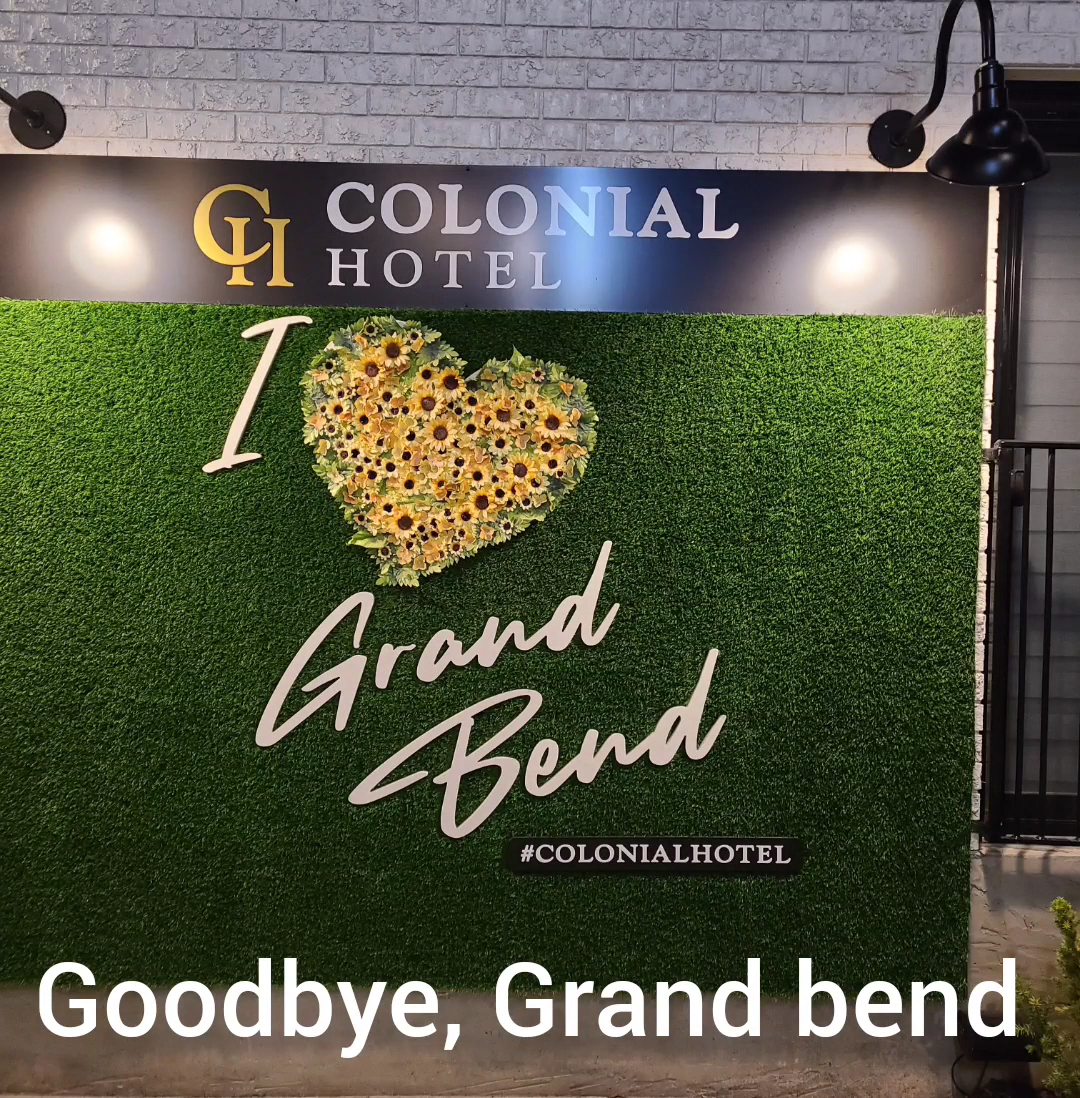 CH COLONIAL
HOTEL
I
Grand
Bend
#COLONIALHOTEL
Goodbye, Grand bend